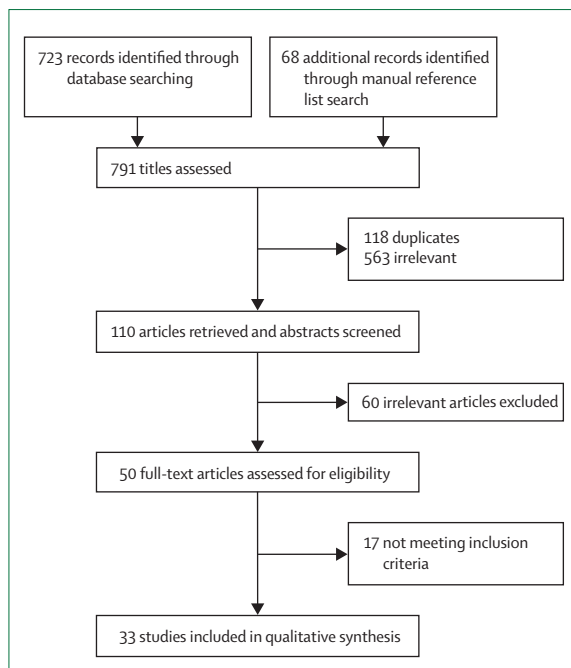 723 records identified through
database searching
68 additional records identified
through manual reference
list search
791 titles assessed
118 duplicates
563 irrelevant
110 articles retrieved and abstracts screened
60 irrelevant articles excluded
50 full-text articles assessed for eligibility
17 not meeting inclusion
criteria
33 studies included in qualitative synthesis